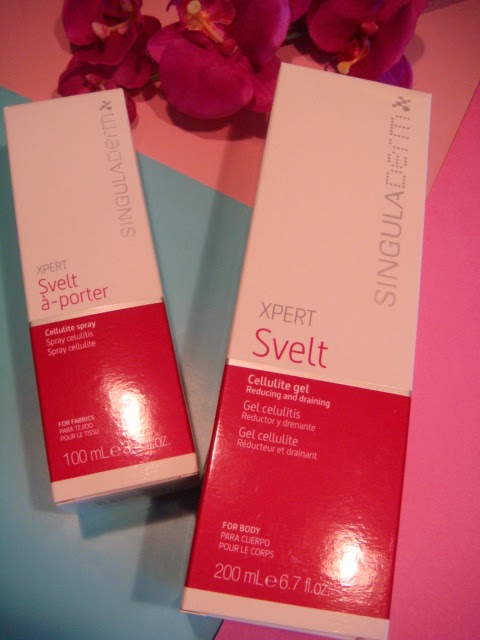 SINGULADERM
XPERT
Svelt
à-porter
Cellulite spray
Spray celulitis
Spray cellulite
FOR FABRICS
PARA TEJIDO
POUR LE TISSU
100 mL e fl.oz.
SINGULADERM
XPERT
Svelt
Cellulite gel
Reducing and draining
Gel celulitis
Reductor y drenante
Gel cellulite
Réducteur et drainant
FOR BODY
PARA CUERPO
POUR LE CORPS
200 mL e 6.7 fl.oz.